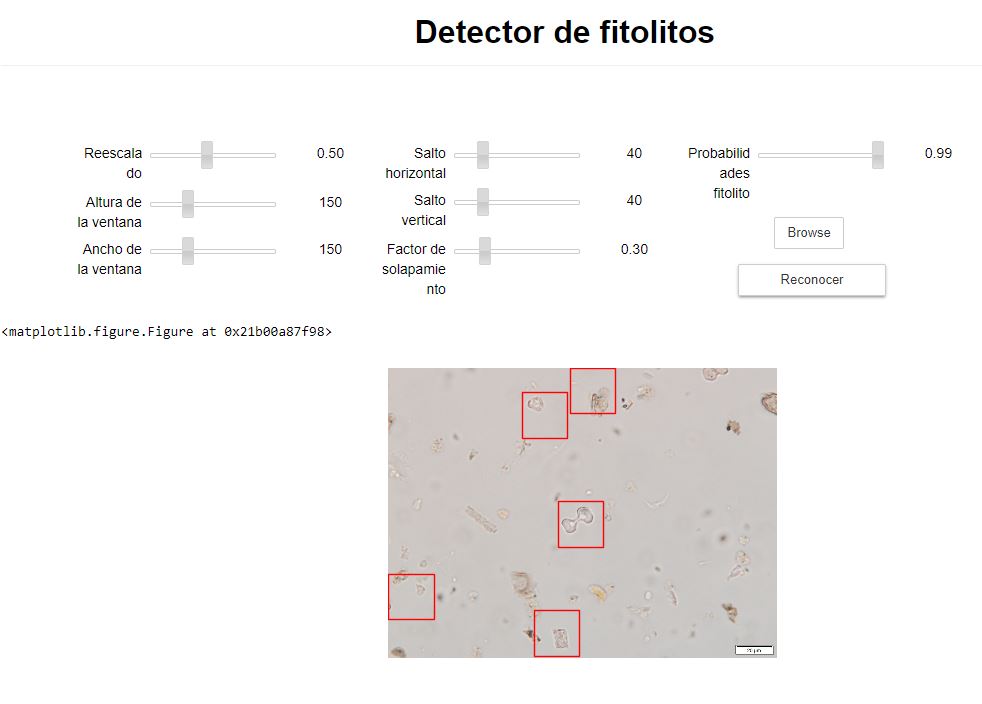 Detector de fitolitos
Reescala
do
0.50
Altura de
la ventana
150
Ancho de
la ventana
150
Salto
horizontal
40
Salto
vertical
40
Factor de
solapamie
nto
0.30
Probabilid
ades
fitolito
0.99
Browse
Reconocer
<matplotlib.figure.Figure at 0x21b00a87f98>